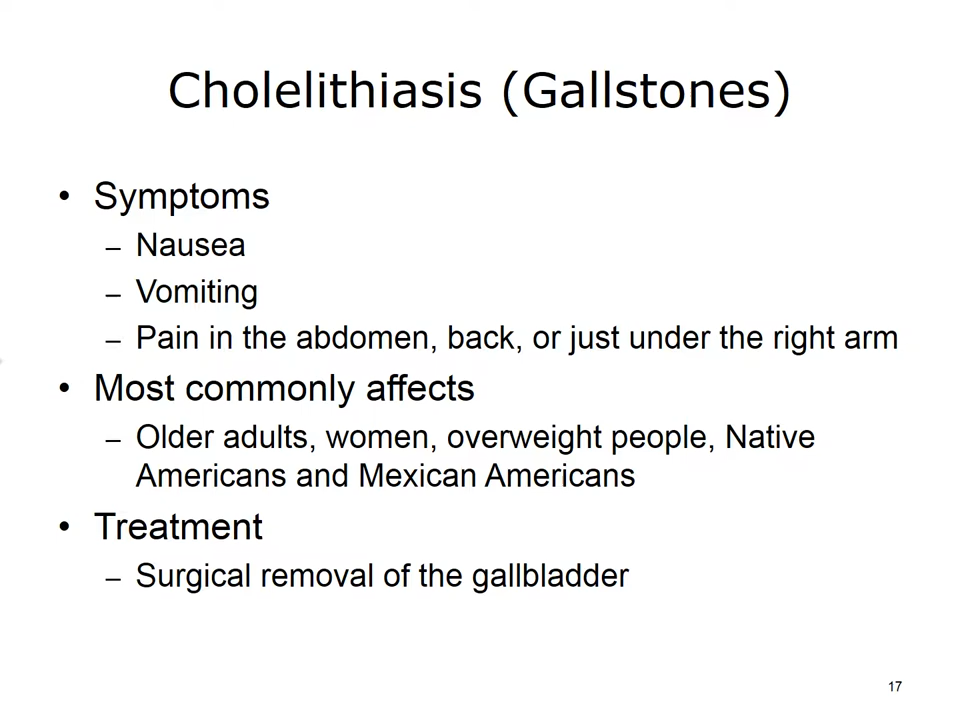 Cholelithiasis (Gallstones)
• Symptoms
– Nausea
– Vomiting
– Pain in the abdomen, back, or just under the right arm
• Most commonly affects
– Older adults, women, overweight people, Native
Americans and Mexican Americans
• Treatment
– Surgical removal of the gallbladder
17